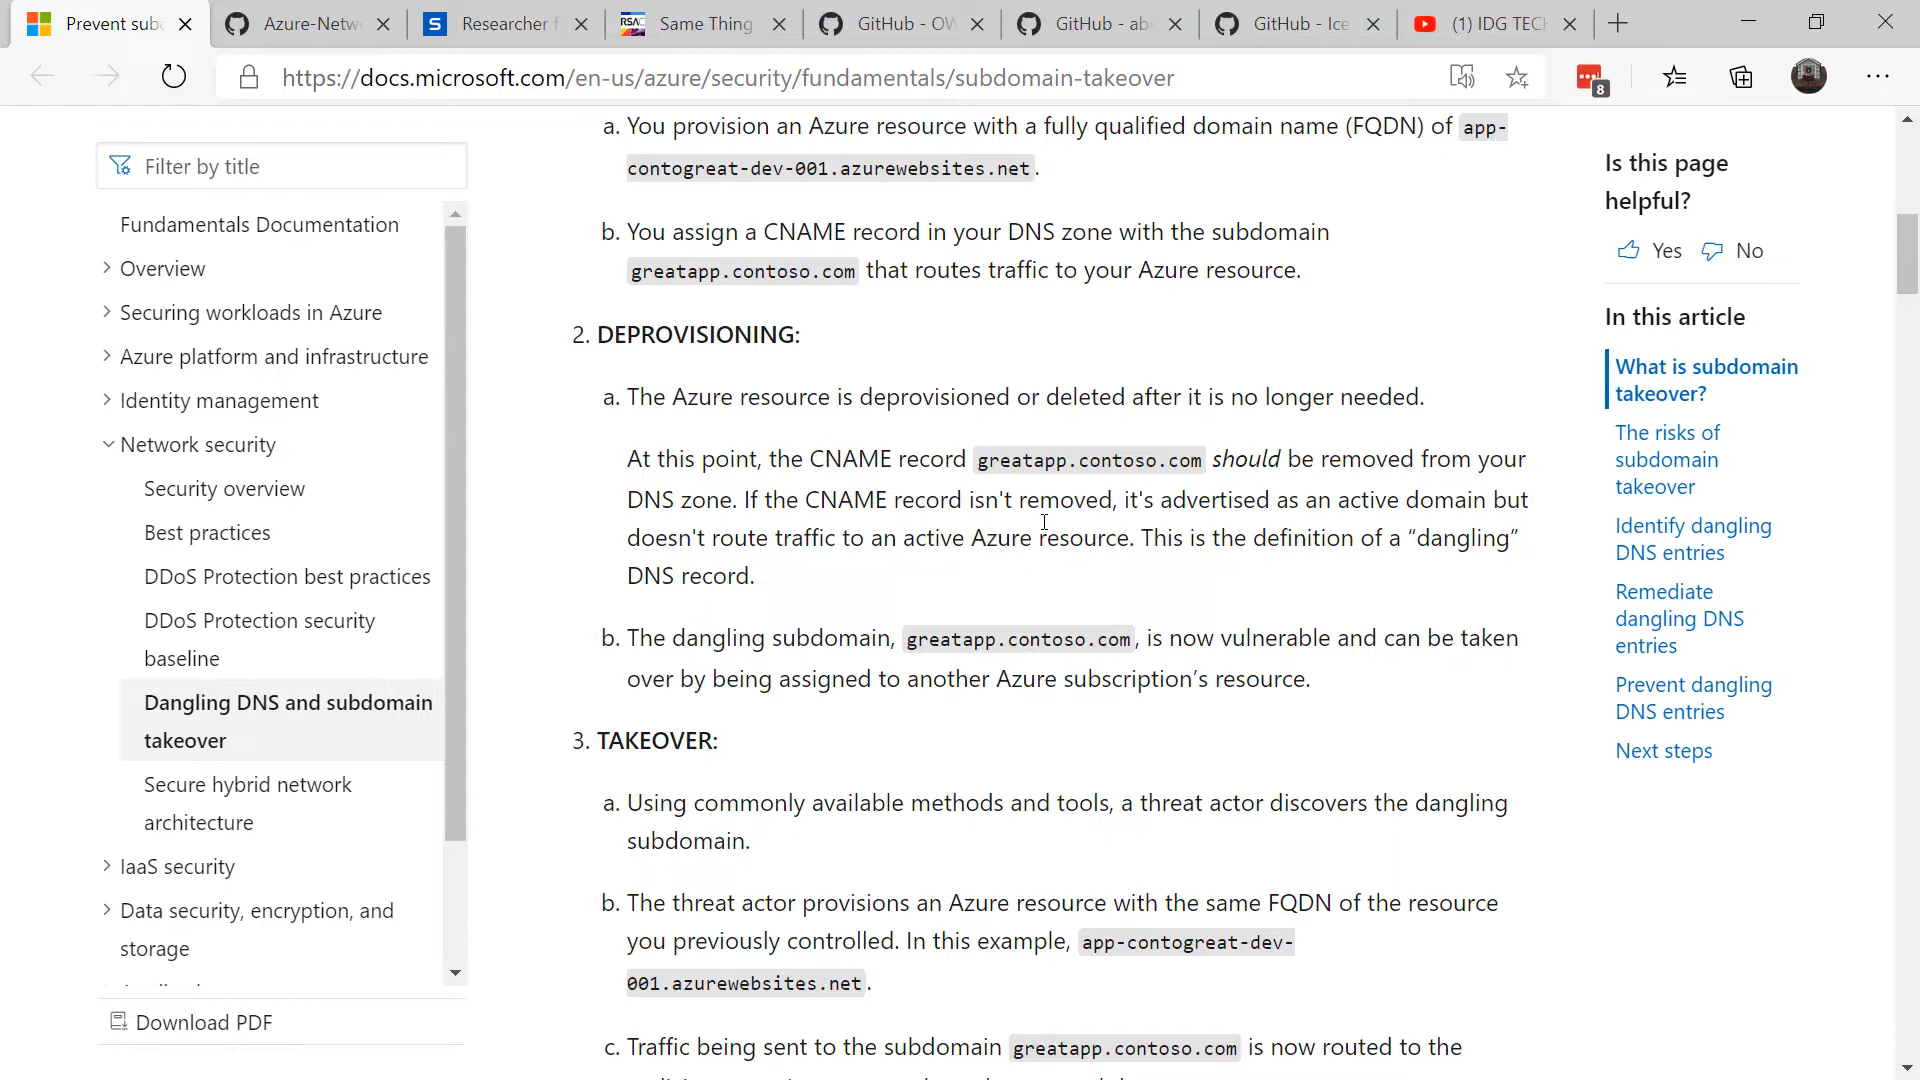 Prevent subd
Azure-Netwo
Researcher f
RSAC
Same Thing
GitHub - OW
GitHub - abe
GitHub - Ice
(1) IDG TECH
https://docs.microsoft.com/en-us/azure/security/fundamentals/subdomain-takeover
8
Filter by title
Fundamentals Documentation
Overview
Securing workloads in Azure
Azure platform and infrastructure
Identity management
Network security
Security overview
Best practices
DDoS Protection best practices
DDoS Protection security
baseline
Dangling DNS and subdomain
takeover
Secure hybrid network
architecture
IaaS security
Data security, encryption, and
storage
Download PDF
a. You provision an Azure resource with a fully qualified domain name (FQDN) of app-
contogreat-dev-001.azurewebsites.net.
b. You assign a CNAME record in your DNS zone with the subdomain
greatapp.contoso.com that routes traffic to your Azure resource.
2. DEPROVISIONING:
a. The Azure resource is deprovisioned or deleted after it is no longer needed.
At this point, the CNAME record greatapp.contoso.com should be removed from your
DNS zone. If the CNAME record isn't removed, it's advertised as an active domain but
doesn't route traffic to an active Azure resource. This is the definition of a “dangling”
DNS record.
b. The dangling subdomain, greatapp.contoso.com, is now vulnerable and can be taken
over by being assigned to another Azure subscription’s resource.
3. TAKEOVER:
a. Using commonly available methods and tools, a threat actor discovers the dangling
subdomain.
b. The threat actor provisions an Azure resource with the same FQDN of the resource
you previously controlled. In this example, app-contogreat-dev-
001.azurewebsites.net.
c. Traffic being sent to the subdomain greatapp.contoso.com is now routed to the
Is this page
helpful?
Yes
No
In this article
What is subdomain
takeover?
The risks of
subdomain
takeover
Identify dangling
DNS entries
Remediate
dangling DNS
entries
Prevent dangling
DNS entries
Next steps